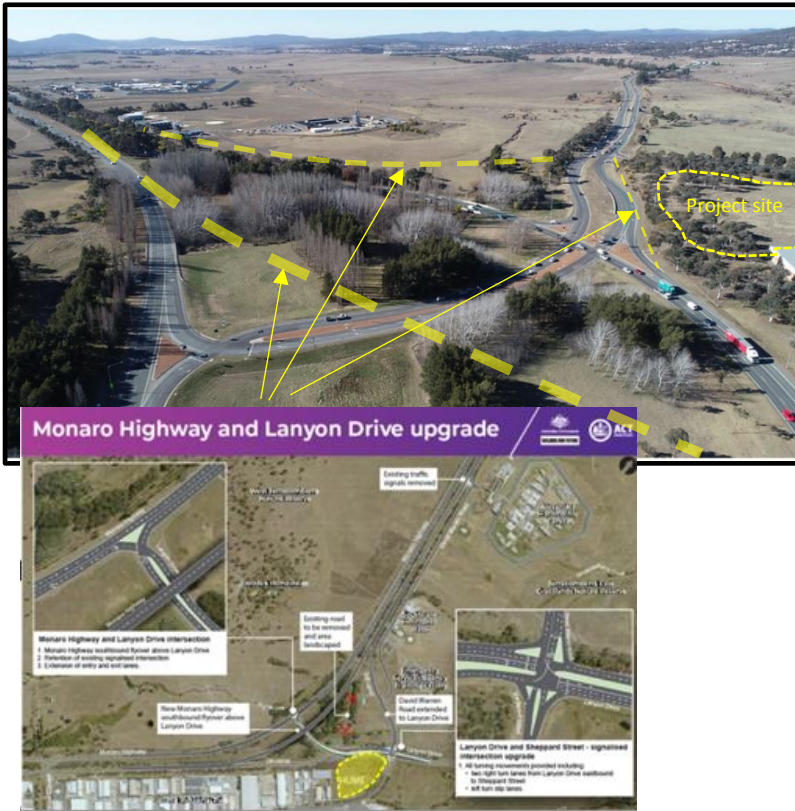 Project site
Monaro Highway and Lanyon Drive upgrade
ACT
Existing traffic
signals removed
Monaro Highway and Lanyon Drive intersection
1 Monaro Highway southbound flyover above Lanyon Drive
2 Retention of existing signalised intersection
3 Extension of entry and exit lanes
Existing road
to be removed
and area
landscaped
New Monaro Highway
southbound flyover above
Lanyon Drive
David Warren
Road extended
to Lanyon Drive
Monaro Highway
HUME
Lanyon Drive and Sheppard Street - signalised
intersection upgrade
1 All turning movements provided including:
• two right turn lanes from Lanyon Drive eastbound
to Sheppard Street
• left turn slip lanes